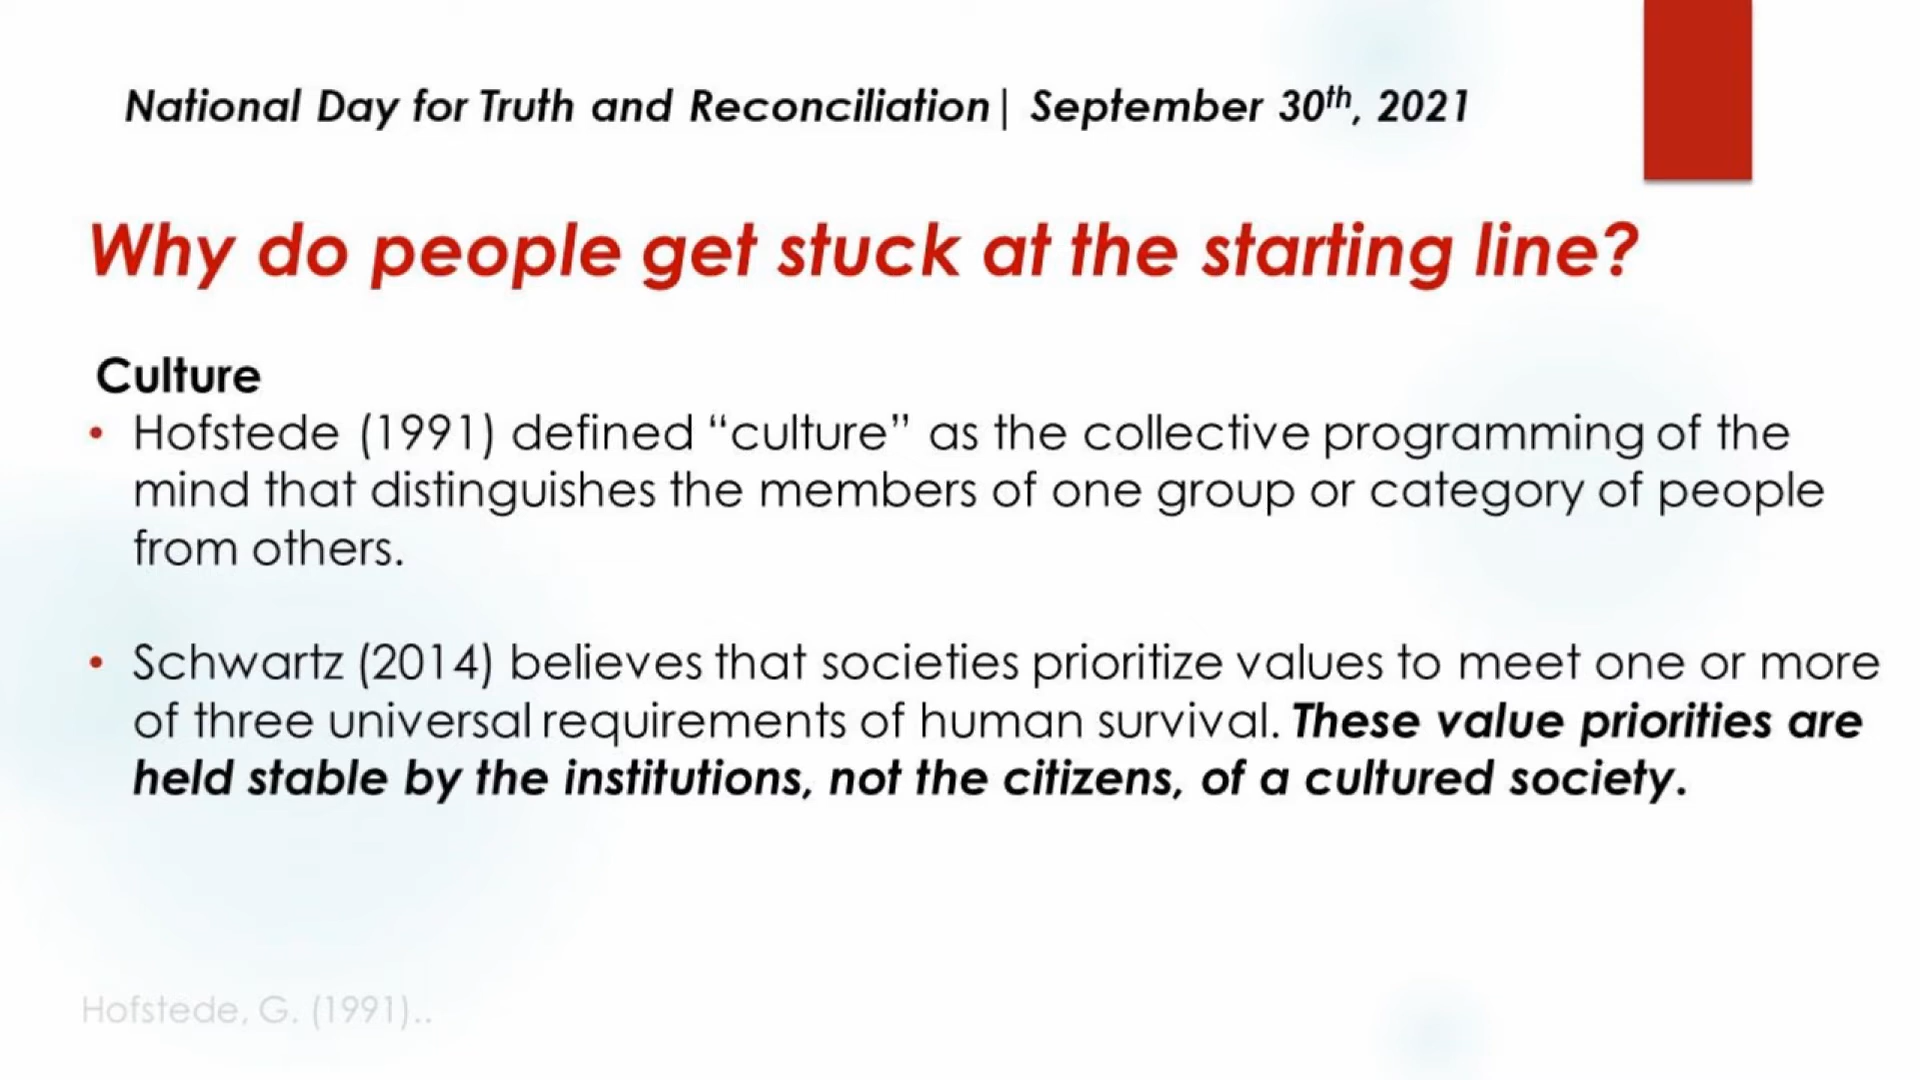 National Day for Truth and Reconciliation| September 30th, 2021
Why do people get stuck at the starting line?
Culture
• Hofstede (1991) defined “culture” as the collective programming of the
mind that distinguishes the members of one group or category of people
from others.
• Schwartz (2014) believes that societies prioritize values to meet one or more
of three universal requirements of human survival. These value priorities are
held stable by the institutions, not the citizens, of a cultured society.
Hofstede, G. (1991)..